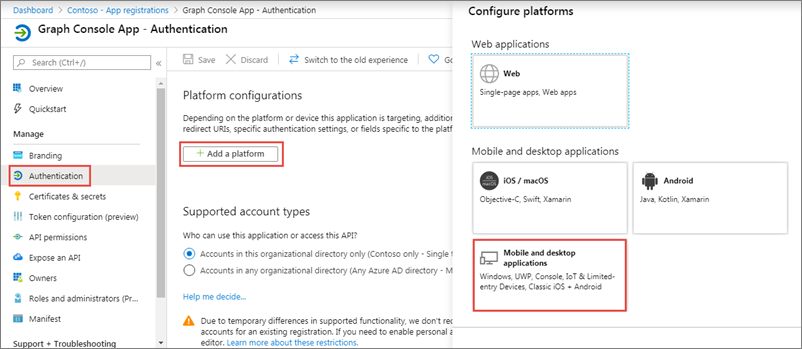 Dashboard > Contoso - App registrations > Graph Console App - Authentication
Graph Console App - Authentication
Search (Ctrl+/)
«
Overview
Quickstart
Manage
Branding
Authentication
Certificates & secrets
Token configuration (preview)
API permissions
Expose an API
Owners
Roles and administrators (Pr...
Manifest
Support + Troubleshooting
Save
Discard
Switch to the old experience
Platform configurations
Depending on the platform or device this application is targeting, addition
redirect URIs, specific authentication settings, or fields specific to the platf
+ Add a platform
Supported account types
Who can use this application or access this API?
Accounts in this organizational directory only (Contoso only - Single t
Accounts in any organizational directory (Any Azure AD directory - M
Help me decide...
Due to temporary differences in supported functionality, we don't rec
accounts for an existing registration. If you need to enable personal a
editor. Learn more about these restrictions.
Configure platforms
Web applications
Web
Single-page apps, Web apps
Mobile and desktop applications
iOS / macOS
Objective-C, Swift, Xamarin
Android
Java, Kotlin, Xamarin
Mobile and desktop
applications
Windows, UWP, Console, IoT & Limited-
entry Devices, Classic iOS + Android